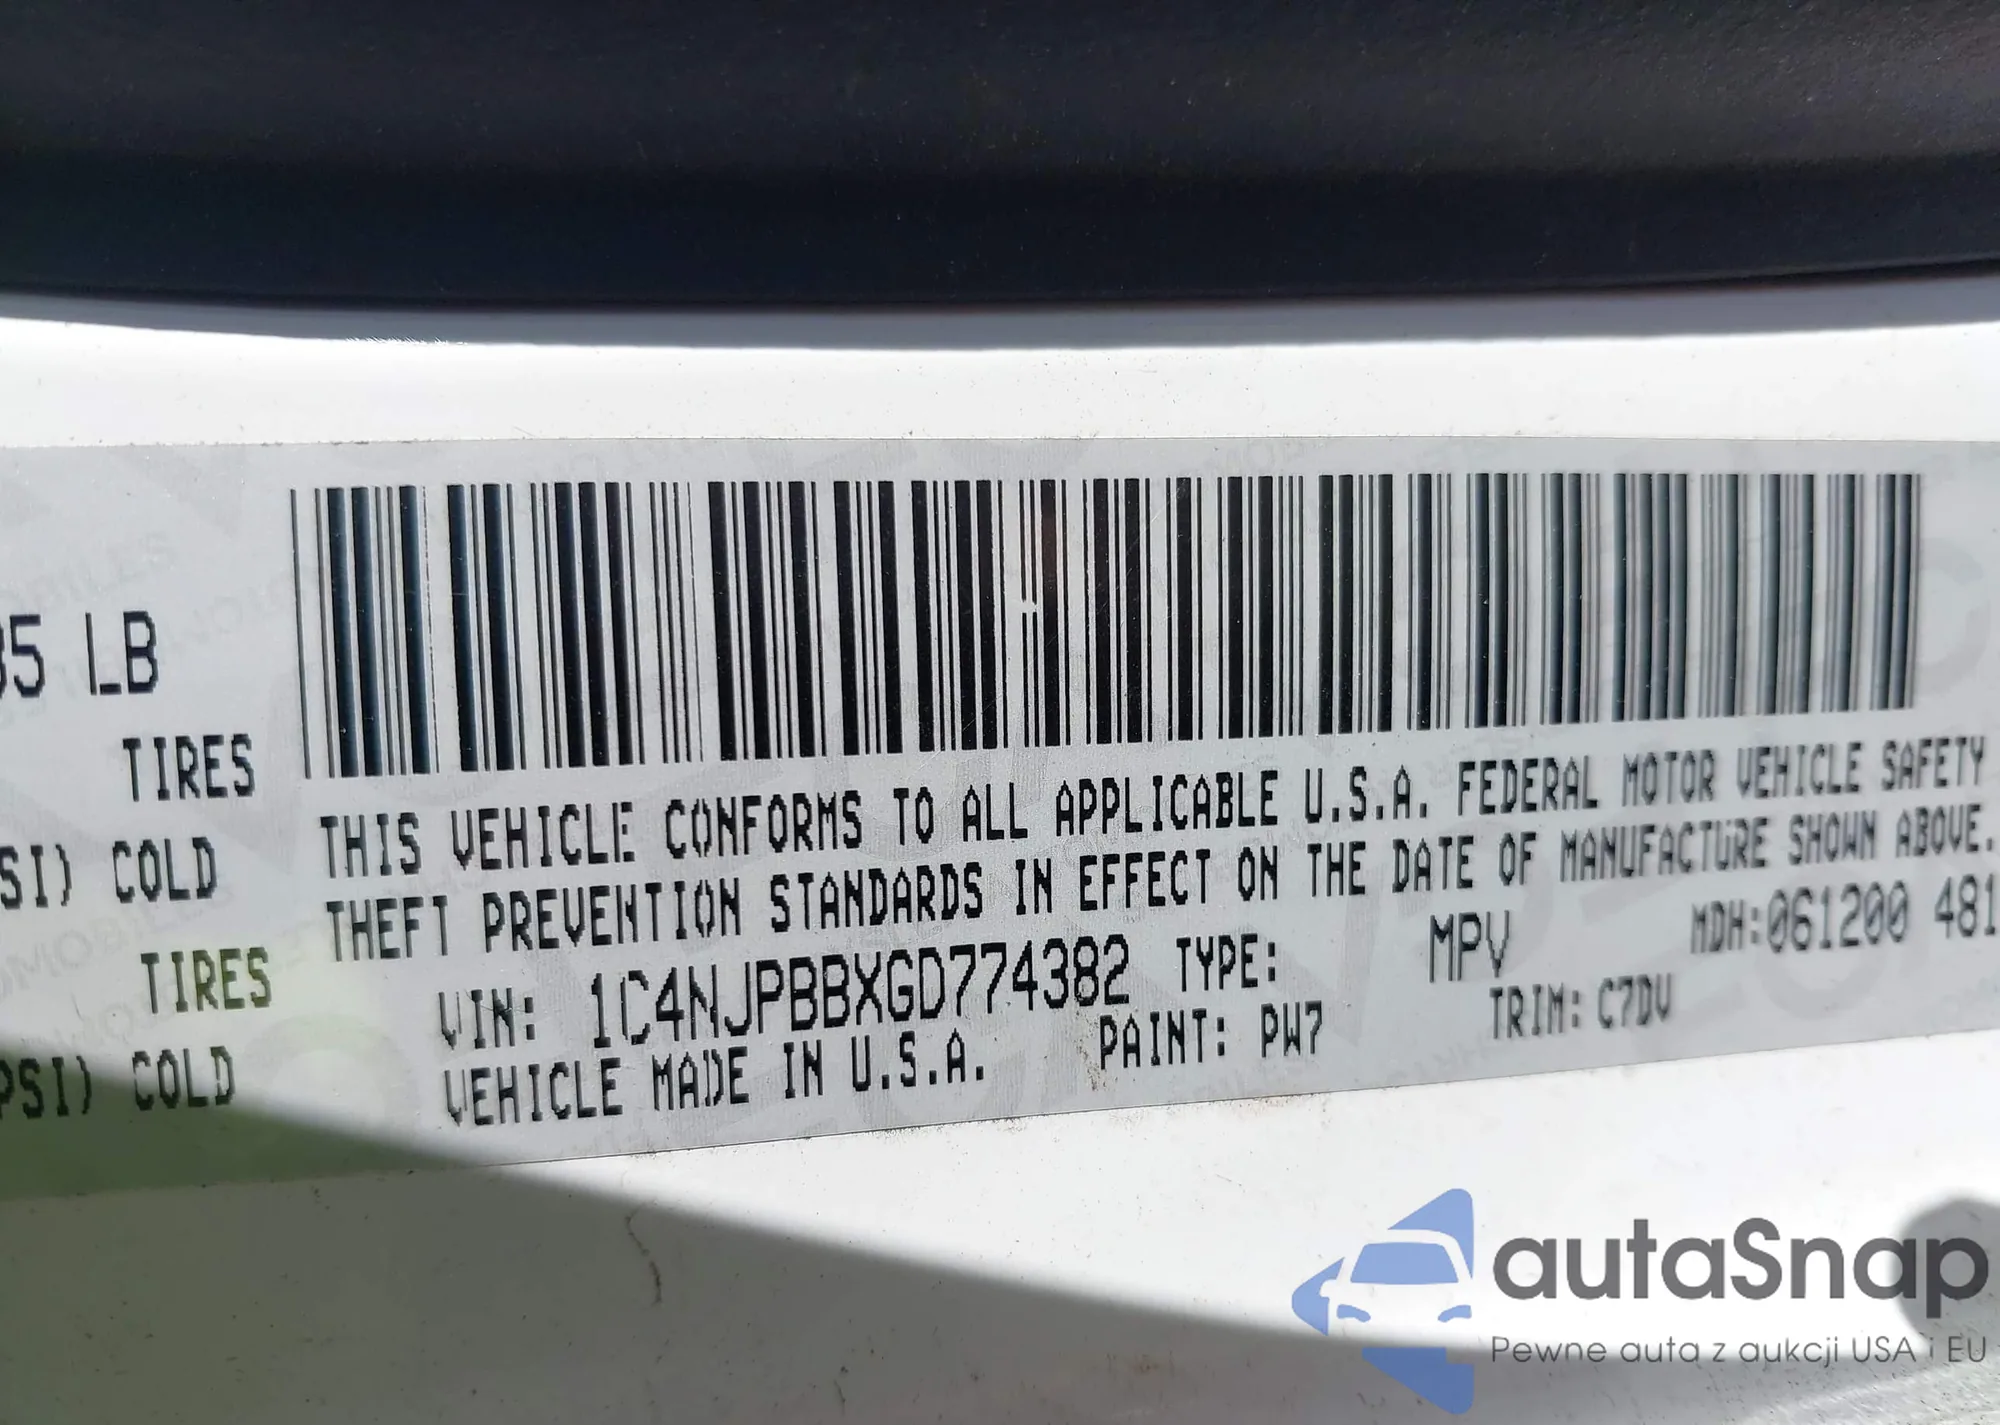 35 LB
TIRES
SI) COLD
TIRES
PSI) COLD
THIS VEHICLE CONFORMS TO ALL APPLICABLE U.S.A. FEDERAL MOTOR VEHICLE SAFETY
THEFT PREVENTION STANDARDS IN EFFECT ON THE DATE OF MANUFACTURE SHOWN ABOVE.
VIN: 1C4NJPBBXGD774382 TYPE: MPV MDH:061200 481
VEHICLE MADE IN U.S.A. PAINT: PW7 TRIM: C7DV
autaSnap
Pewne auta z aukcji USA i EU